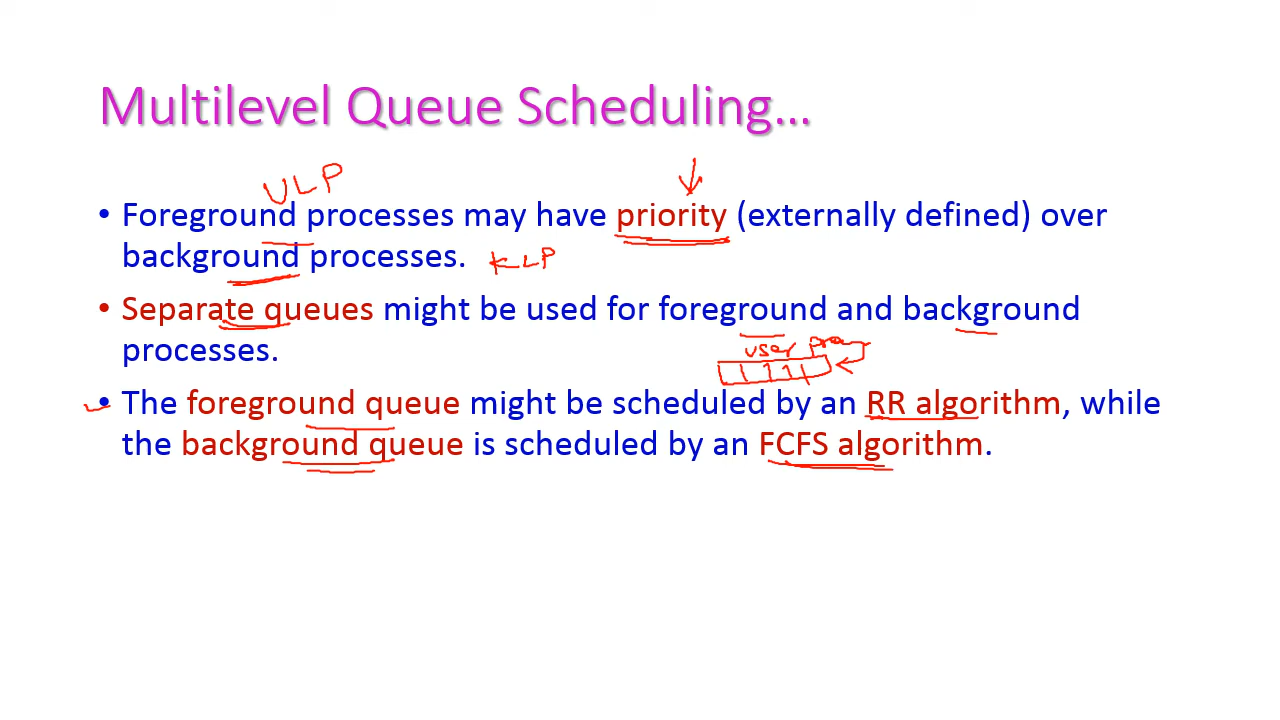 Multilevel Queue Scheduling...
ULP
• Foreground processes may have priority (externally defined) over
background processes. KLP
• Separate queues might be used for foreground and background
processes.
user
• The foreground queue might be scheduled by an RR algorithm, while
the background queue is scheduled by an FCFS algorithm.